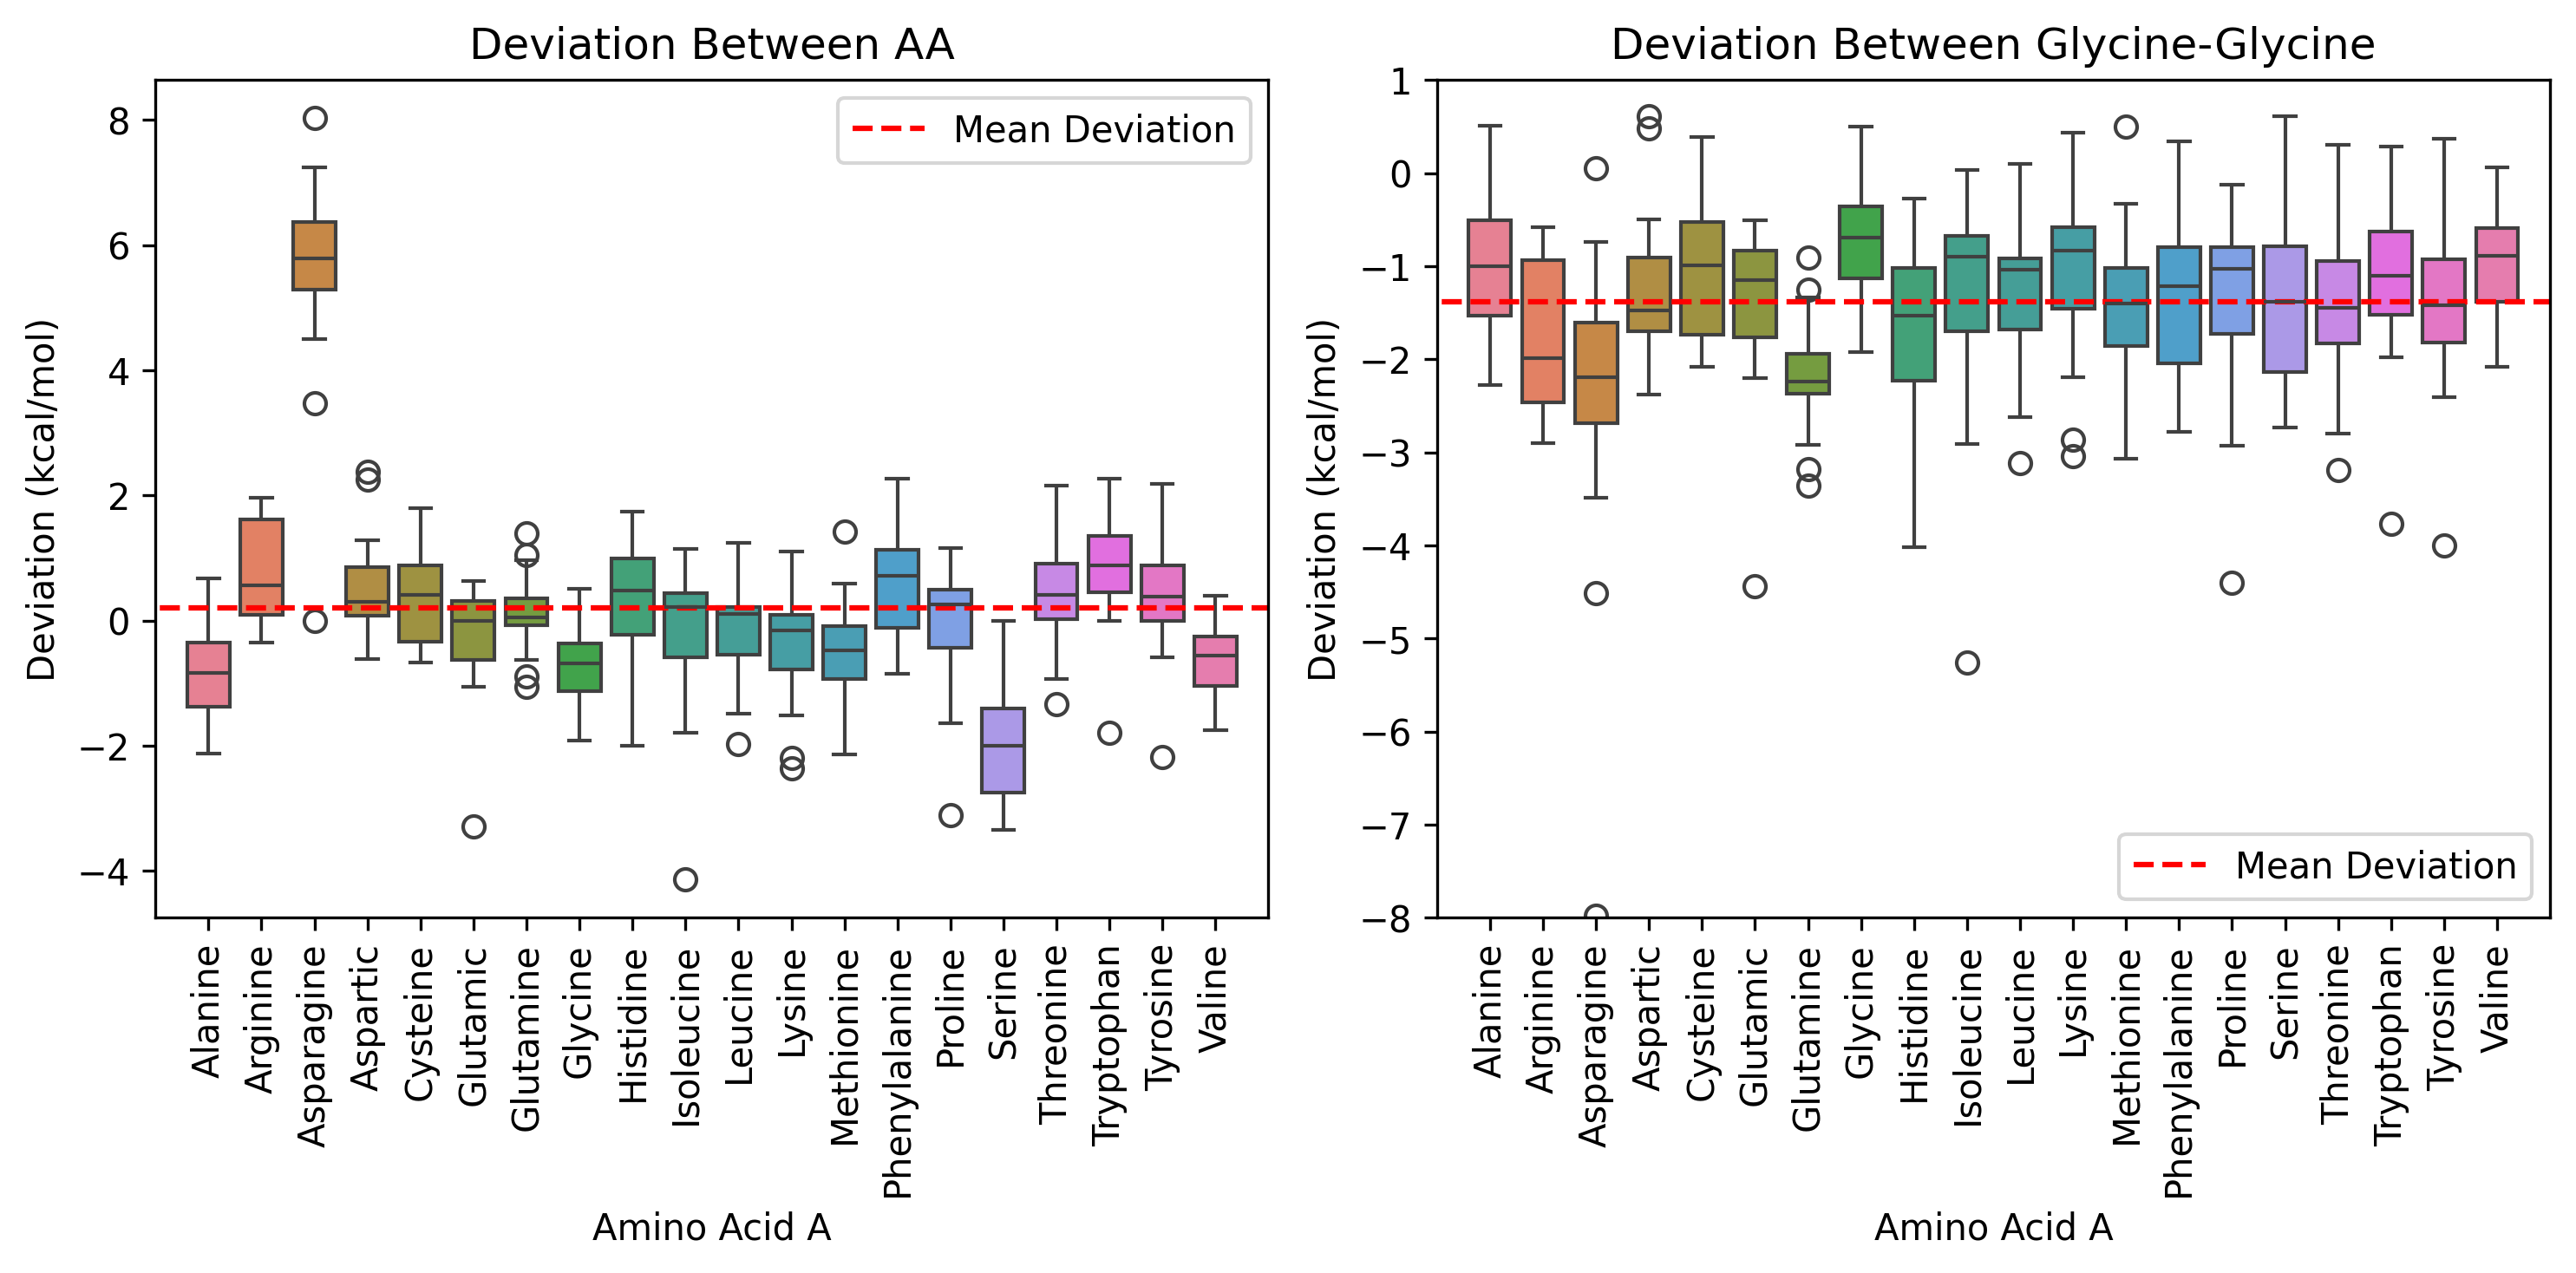 Deviation Between AA
Deviation (kcal/mol)
8
6
4
2
0
−2
−4
Mean Deviation
Alanine
Arginine
Asparagine
Aspartic
Cysteine
Glutamic
Glutamine
Glycine
Histidine
Isoleucine
Leucine
Lysine
Methionine
Phenylalanine
Proline
Serine
Threonine
Tryptophan
Tyrosine
Valine
Amino Acid A
Deviation Between Glycine-Glycine
Deviation (kcal/mol)
1
0
−1
−2
−3
−4
−5
−6
−7
−8
Mean Deviation
Alanine
Arginine
Asparagine
Aspartic
Cysteine
Glutamic
Glutamine
Glycine
Histidine
Isoleucine
Leucine
Lysine
Methionine
Phenylalanine
Proline
Serine
Threonine
Tryptophan
Tyrosine
Valine
Amino Acid A